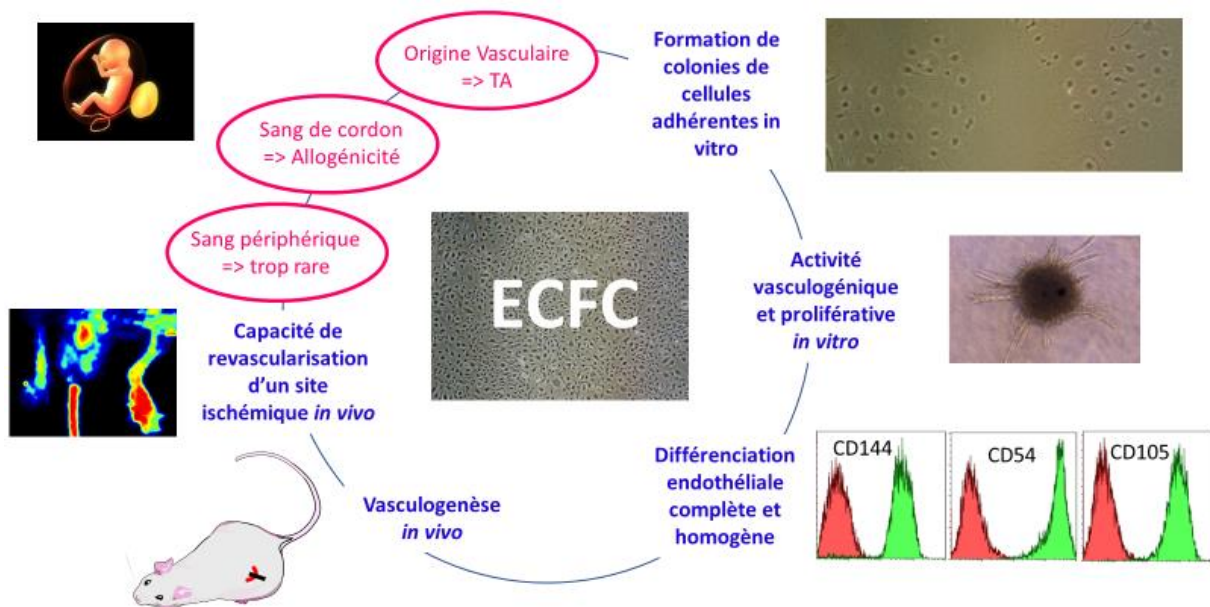 Origine Vasculaire
=> TA
Sang de cordon
=> Allogénicité
Sang périphérique
=> trop rare
Formation de
colonies de
cellules
adhérentes in
vitro
Activité
vasculogénique
et proliférative
in vitro
ECFC
Capacité de
revascularisation
d'un site
ischémique in vivo
Différenciation
endothéliale
complète et
homogène
CD144
CD54
CD105
Vasculogenèse
in vivo